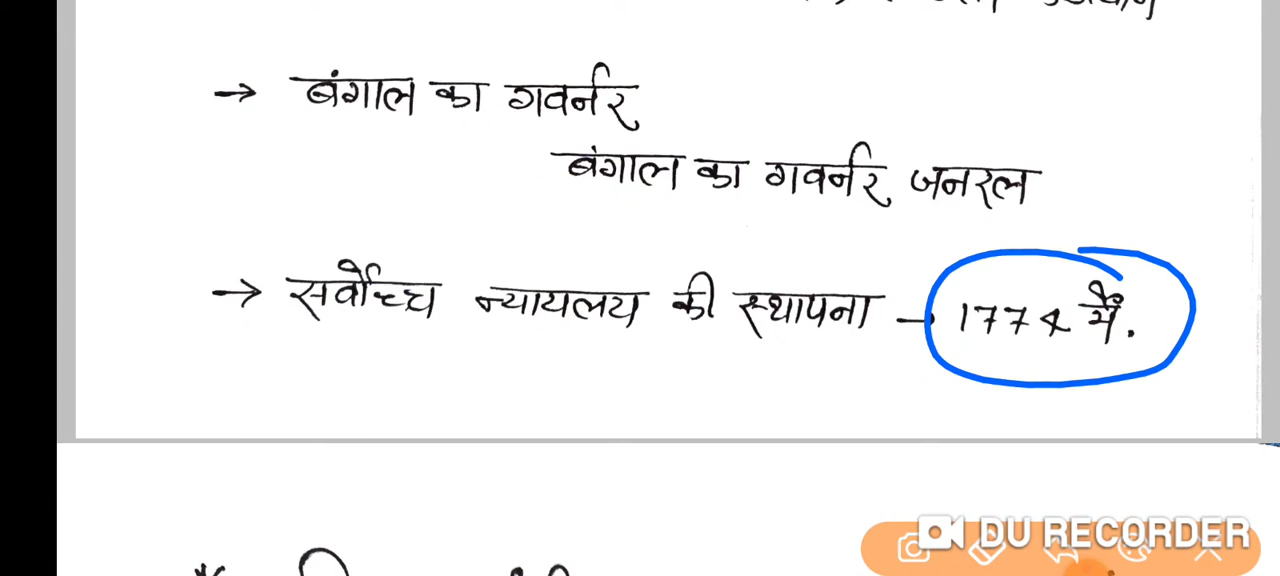 → बंगाल का गवर्नर
बंगाल का गवर्नर जनरल
→ सर्वोच्च न्यायलय की स्थापना → 1774 में.
DU RECORDER